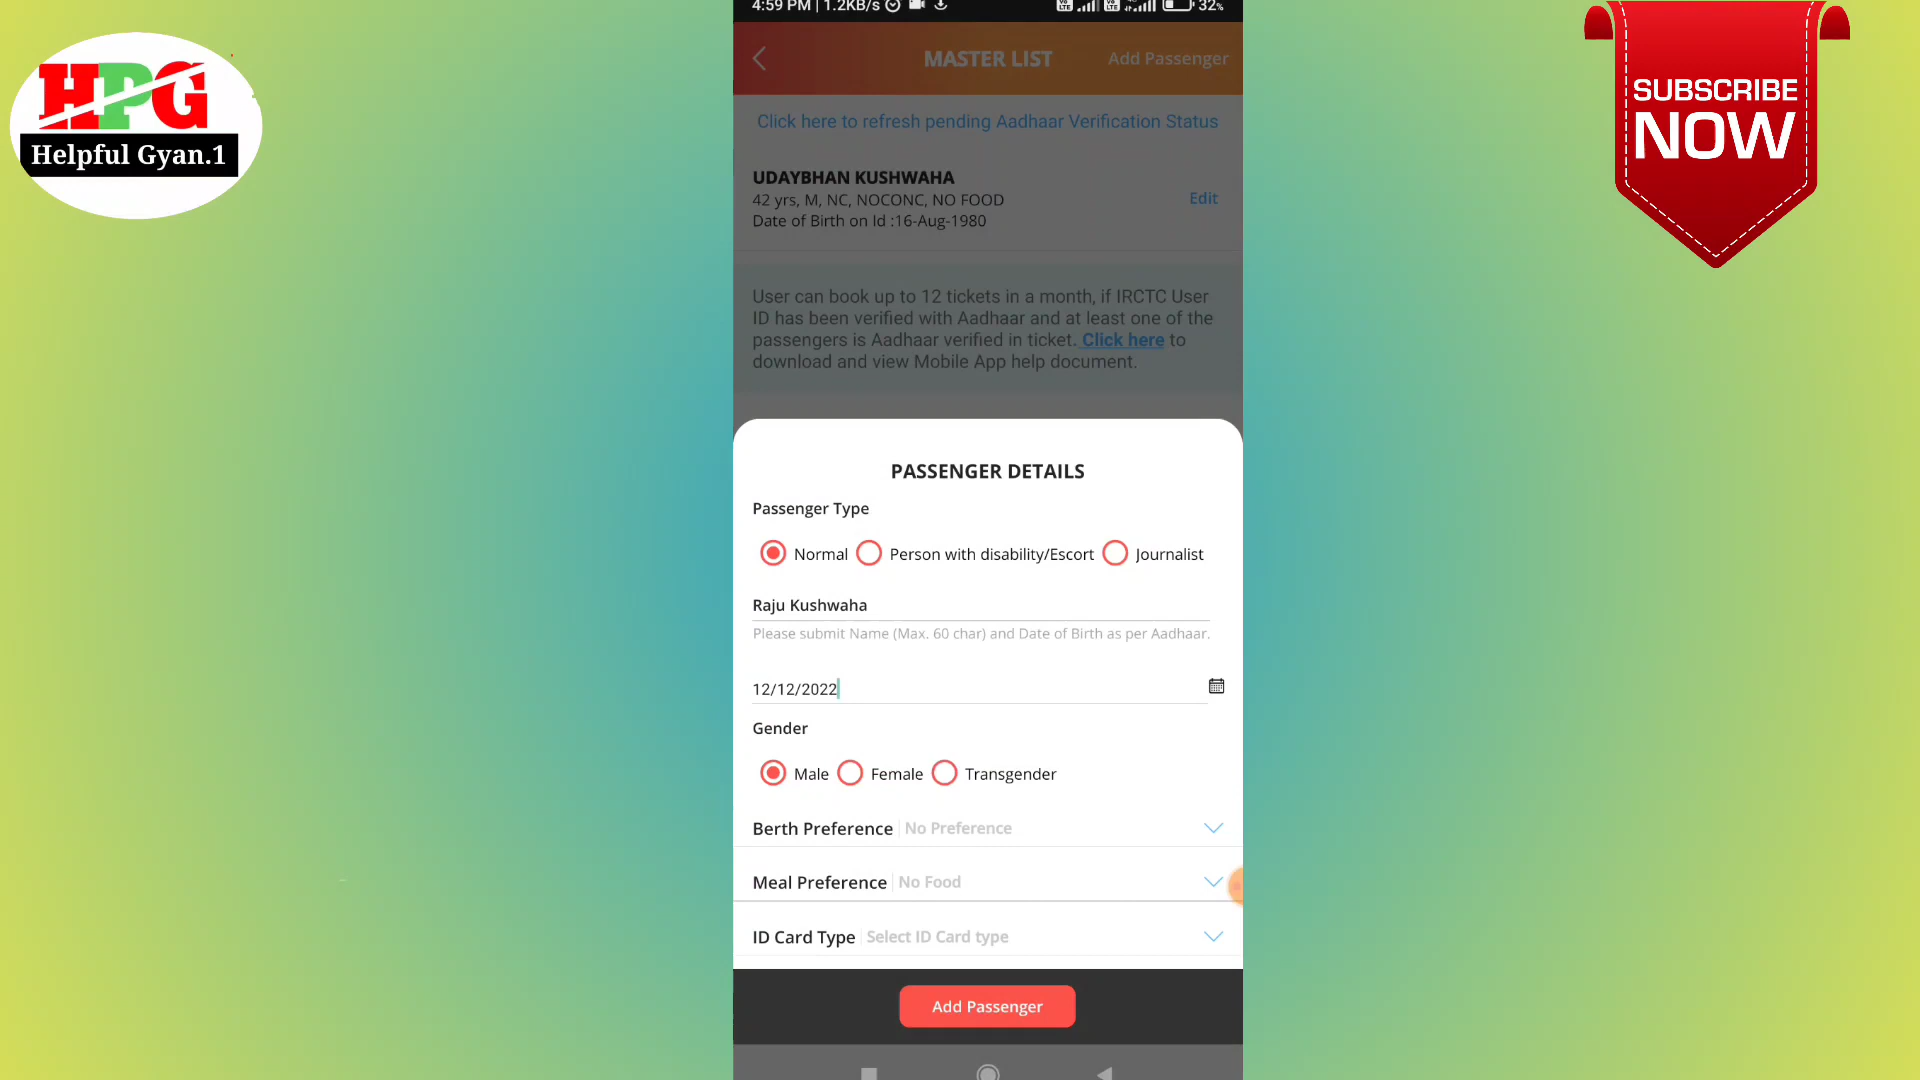 HPG
Helpful Gyan.1
SUBSCRIBE
NOW
4:59 PM | 1.2KB/s
32%
MASTER LIST
Add Passenger
Click here to refresh pending Aadhaar Verification Status
UDAYBHAN KUSHWAHA
42 yrs, M, NC, NOCONC, NO FOOD
Edit
Date of Birth on Id :16-Aug-1980
User can book up to 12 tickets in a month, if IRCTC User
ID has been verified with Aadhaar and at least one of the
passengers is Aadhaar verified in ticket. Click here to
download and view Mobile App help document.
PASSENGER DETAILS
Passenger Type
Normal Person with disability/Escort Journalist
Raju Kushwaha
Please submit Name (Max. 60 char) and Date of Birth as per Aadhaar.
12/12/2022
Gender
Male Female Transgender
Berth Preference No Preference
Meal Preference No Food
ID Card Type Select ID Card type
Add Passenger